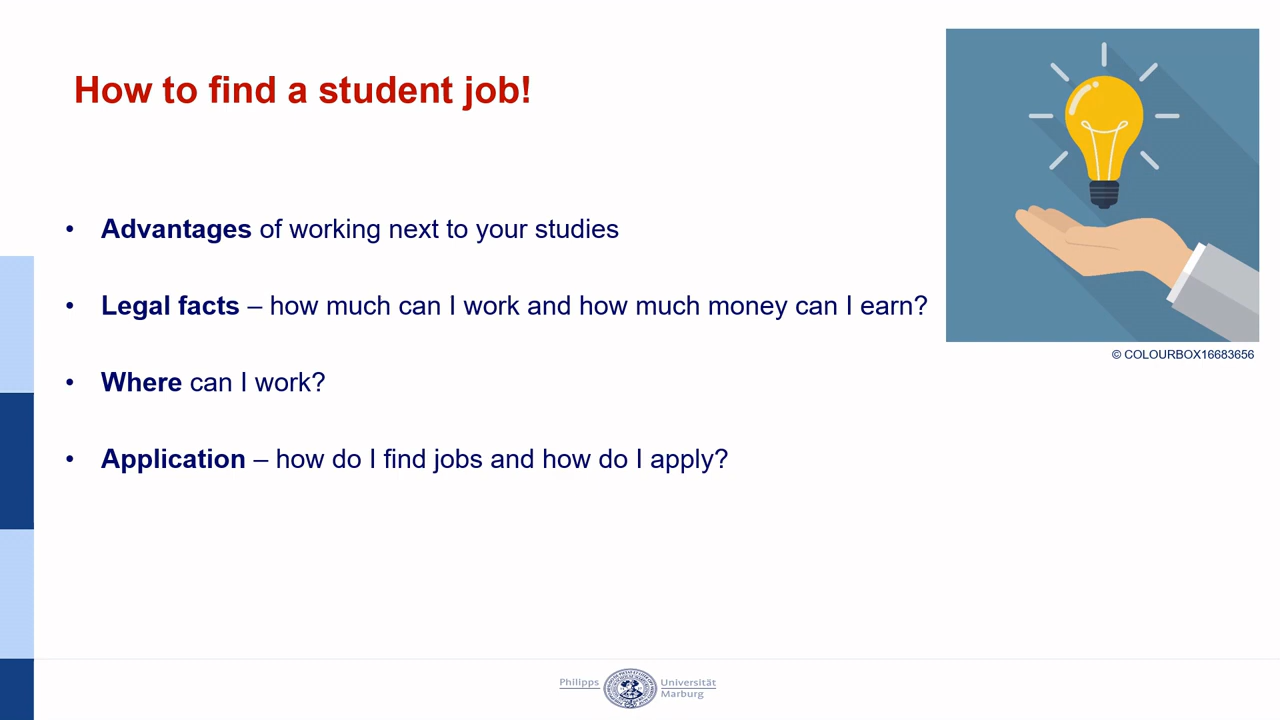 How to find a student job!
• Advantages of working next to your studies
• Legal facts – how much can I work and how much money can I earn?
© COLOURBOX16683656
• Where can I work?
• Application – how do I find jobs and how do I apply?
Philipps Universität
Marburg